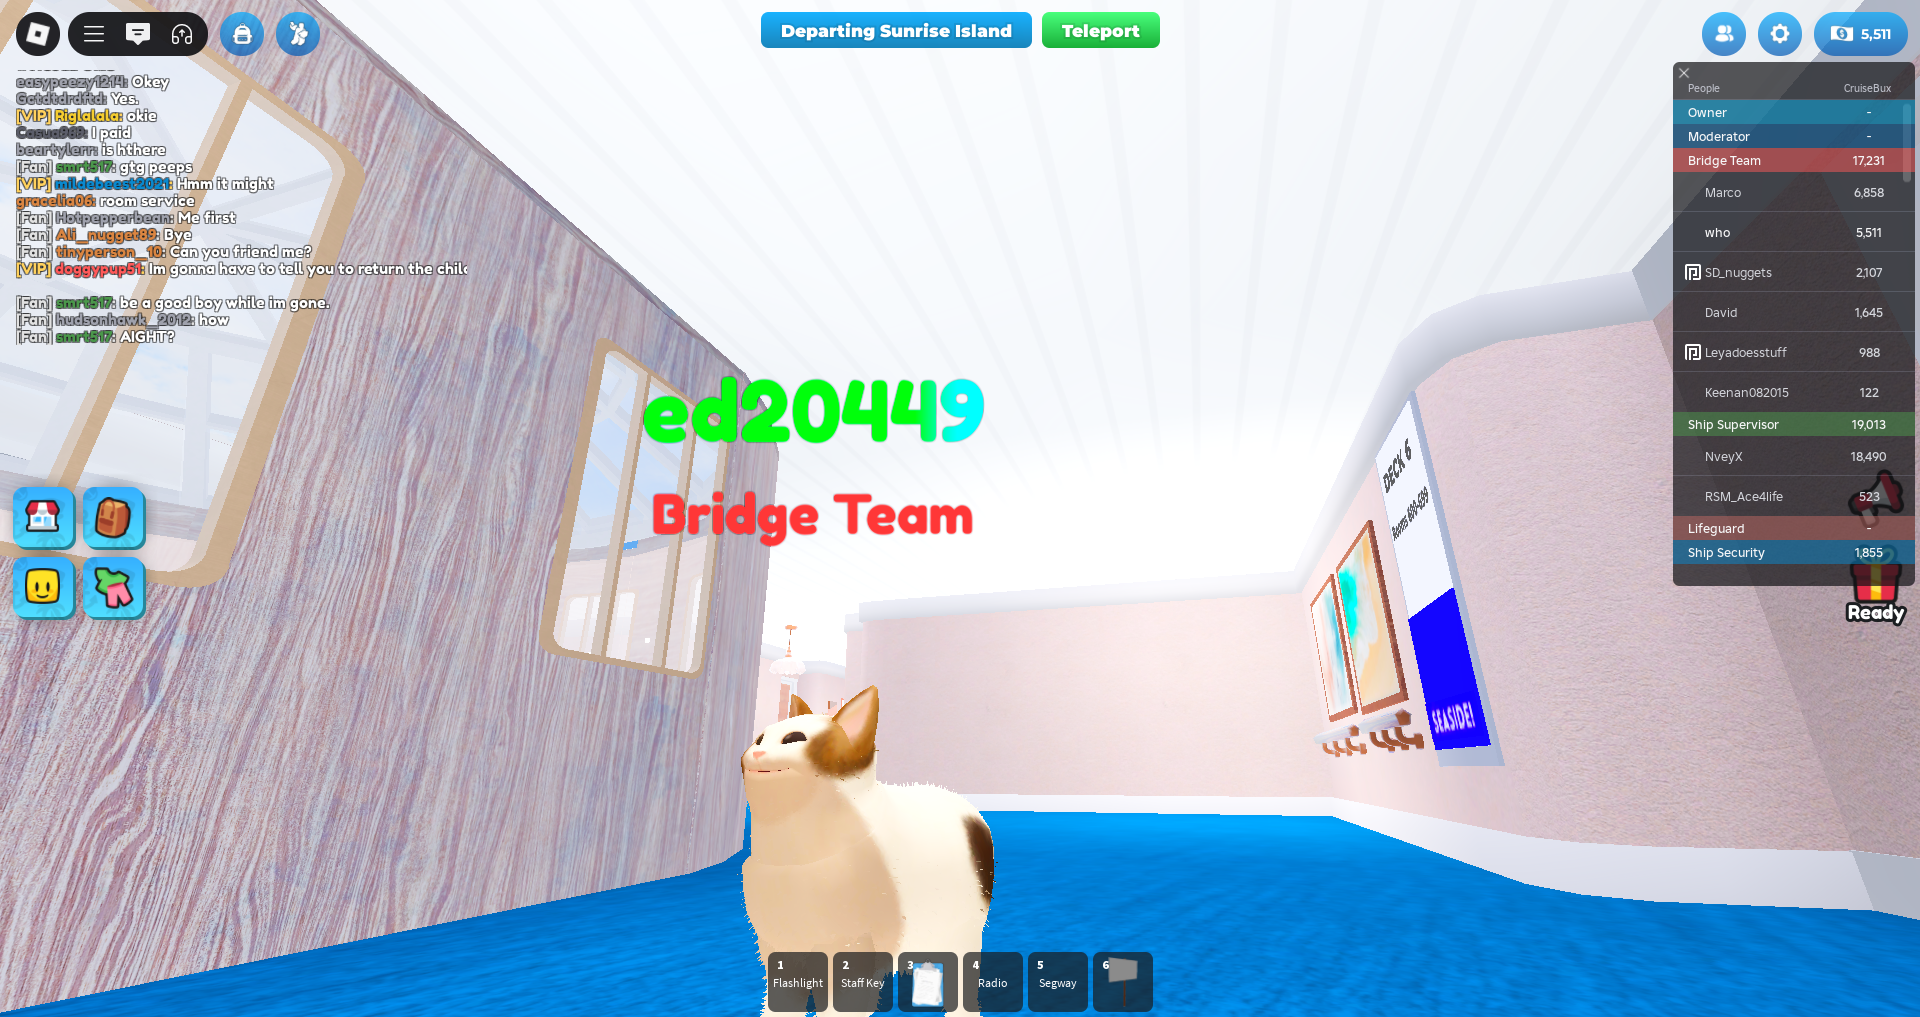 Departing Sunrise Island
Teleport
5,511
easypeezy1214: Okey
Gctdtdrdftd: Yes.
[VIP] Riglalala: okie
Casua969: I paid
beartylerr: is hthere
[Fan] smrt517: gtg peeps
[VIP] mildebeest2021: Hmm it might
gracelia06: room service
[Fan] Hotpepperbean: Me first
[Fan] Ali_nugget89: Bye
[Fan] tinyperson_10: Can you friend me?
[VIP] doggypup51: Im gonna have to tell you to return the chil
[Fan] smrt517: be a good boy while im gone.
[Fan] hudsonhawk_2012: how
[Fan] smrt517: AIGHT?
People CruiseBux
Owner -
Moderator -
Bridge Team 17,231
Marco 6,858
who 5,511
SD_nuggets 2,107
David 1,645
Leyadoesstuff 988
Keenan082015 122
Ship Supervisor 19,013
NveyX 18,490
RSM_Ace4life 523
Lifeguard -
Ship Security 1,855
Ready
ed20449
Bridge Team
DECK 6
SEASIDE!
1 Flashlight
2 Staff Key
3
4 Radio
5 Segway
6